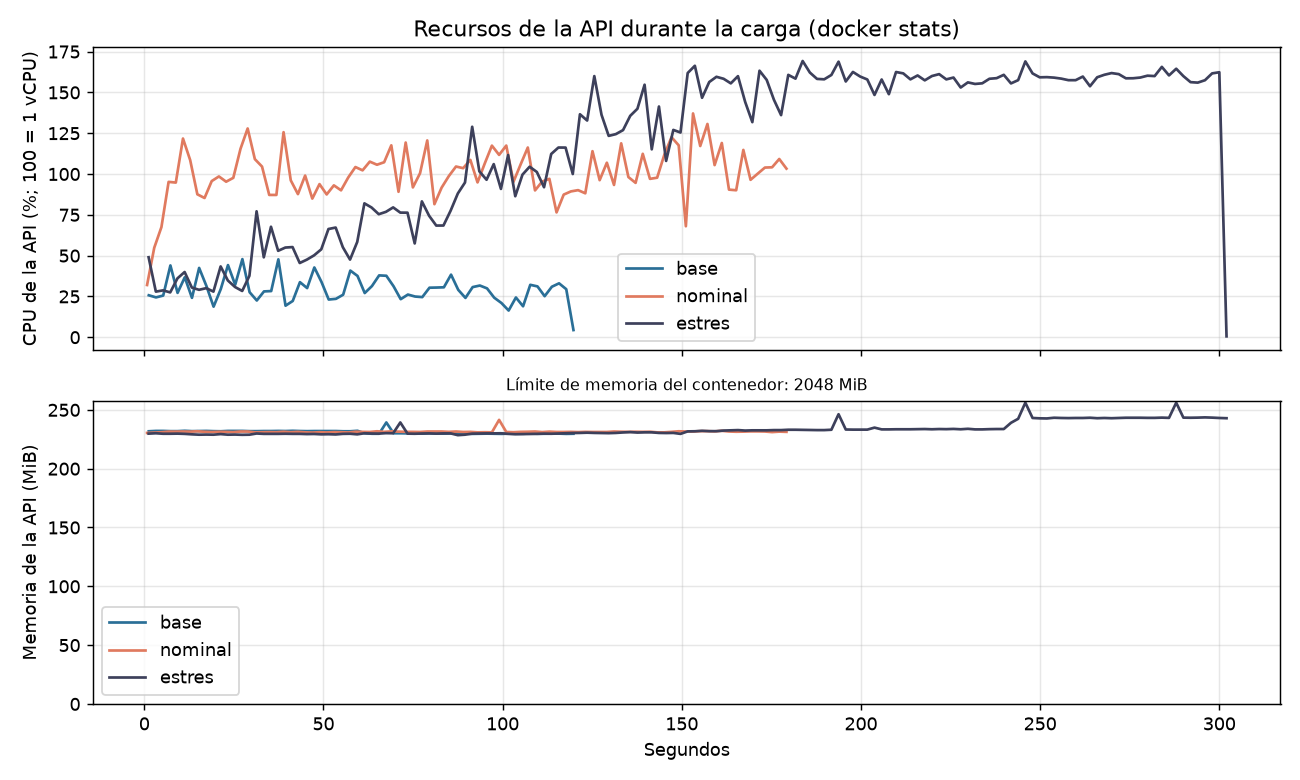 Recursos de la API durante la carga (docker stats)
CPU de la API (%; 100 = 1 vCPU)
175
150
125
100
75
50
25
0
base
nominal
estres
Límite de memoria del contenedor: 2048 MiB
Memoria de la API (MiB)
250
200
150
100
50
0
base
nominal
estres
0 50 100 150 200 250 300
Segundos